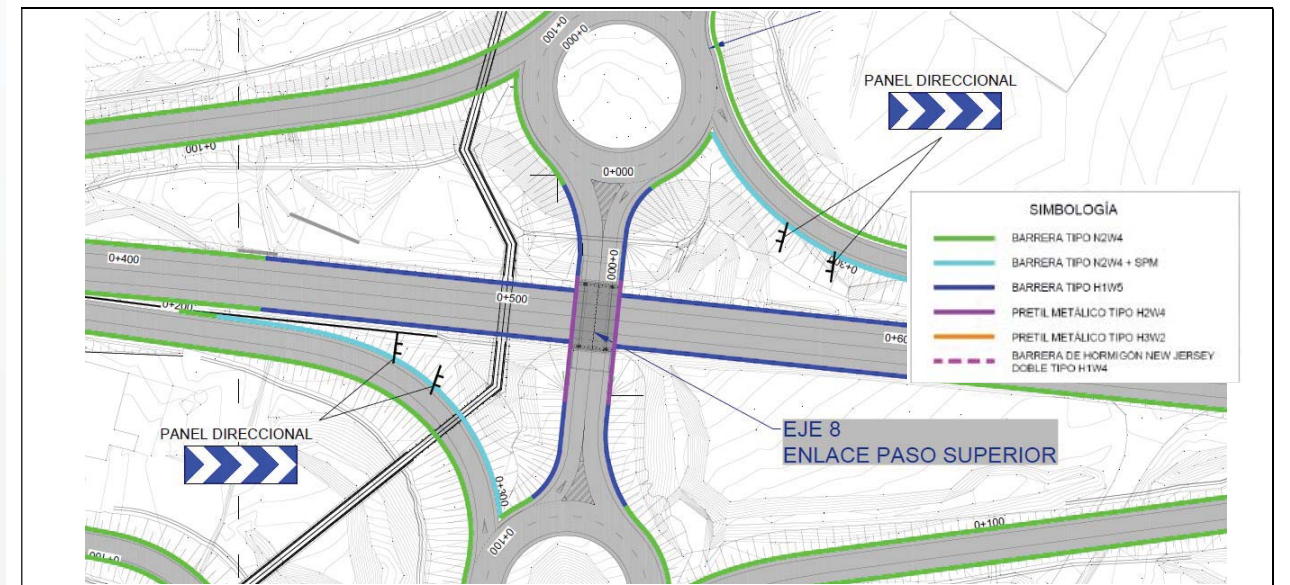 0+100
0+000
PANEL DIRECCIONAL
0+100
0+000
SIMBOLOGÍA
BARRERA TIPO N2W4
BARRERA TIPO N2W4 + SPM
BARRERA TIPO H1W5
PRETIL METÁLICO TIPO H2W4
PRETIL METÁLICO TIPO H3W2
BARRERA DE HORMIGÓN NEW JERSEY
DOBLE TIPO H1W4
0+400
0+000
0+500
0+200
EJE 8
ENLACE PASO SUPERIOR
PANEL DIRECCIONAL
0+300
0+100
0+100
0+100